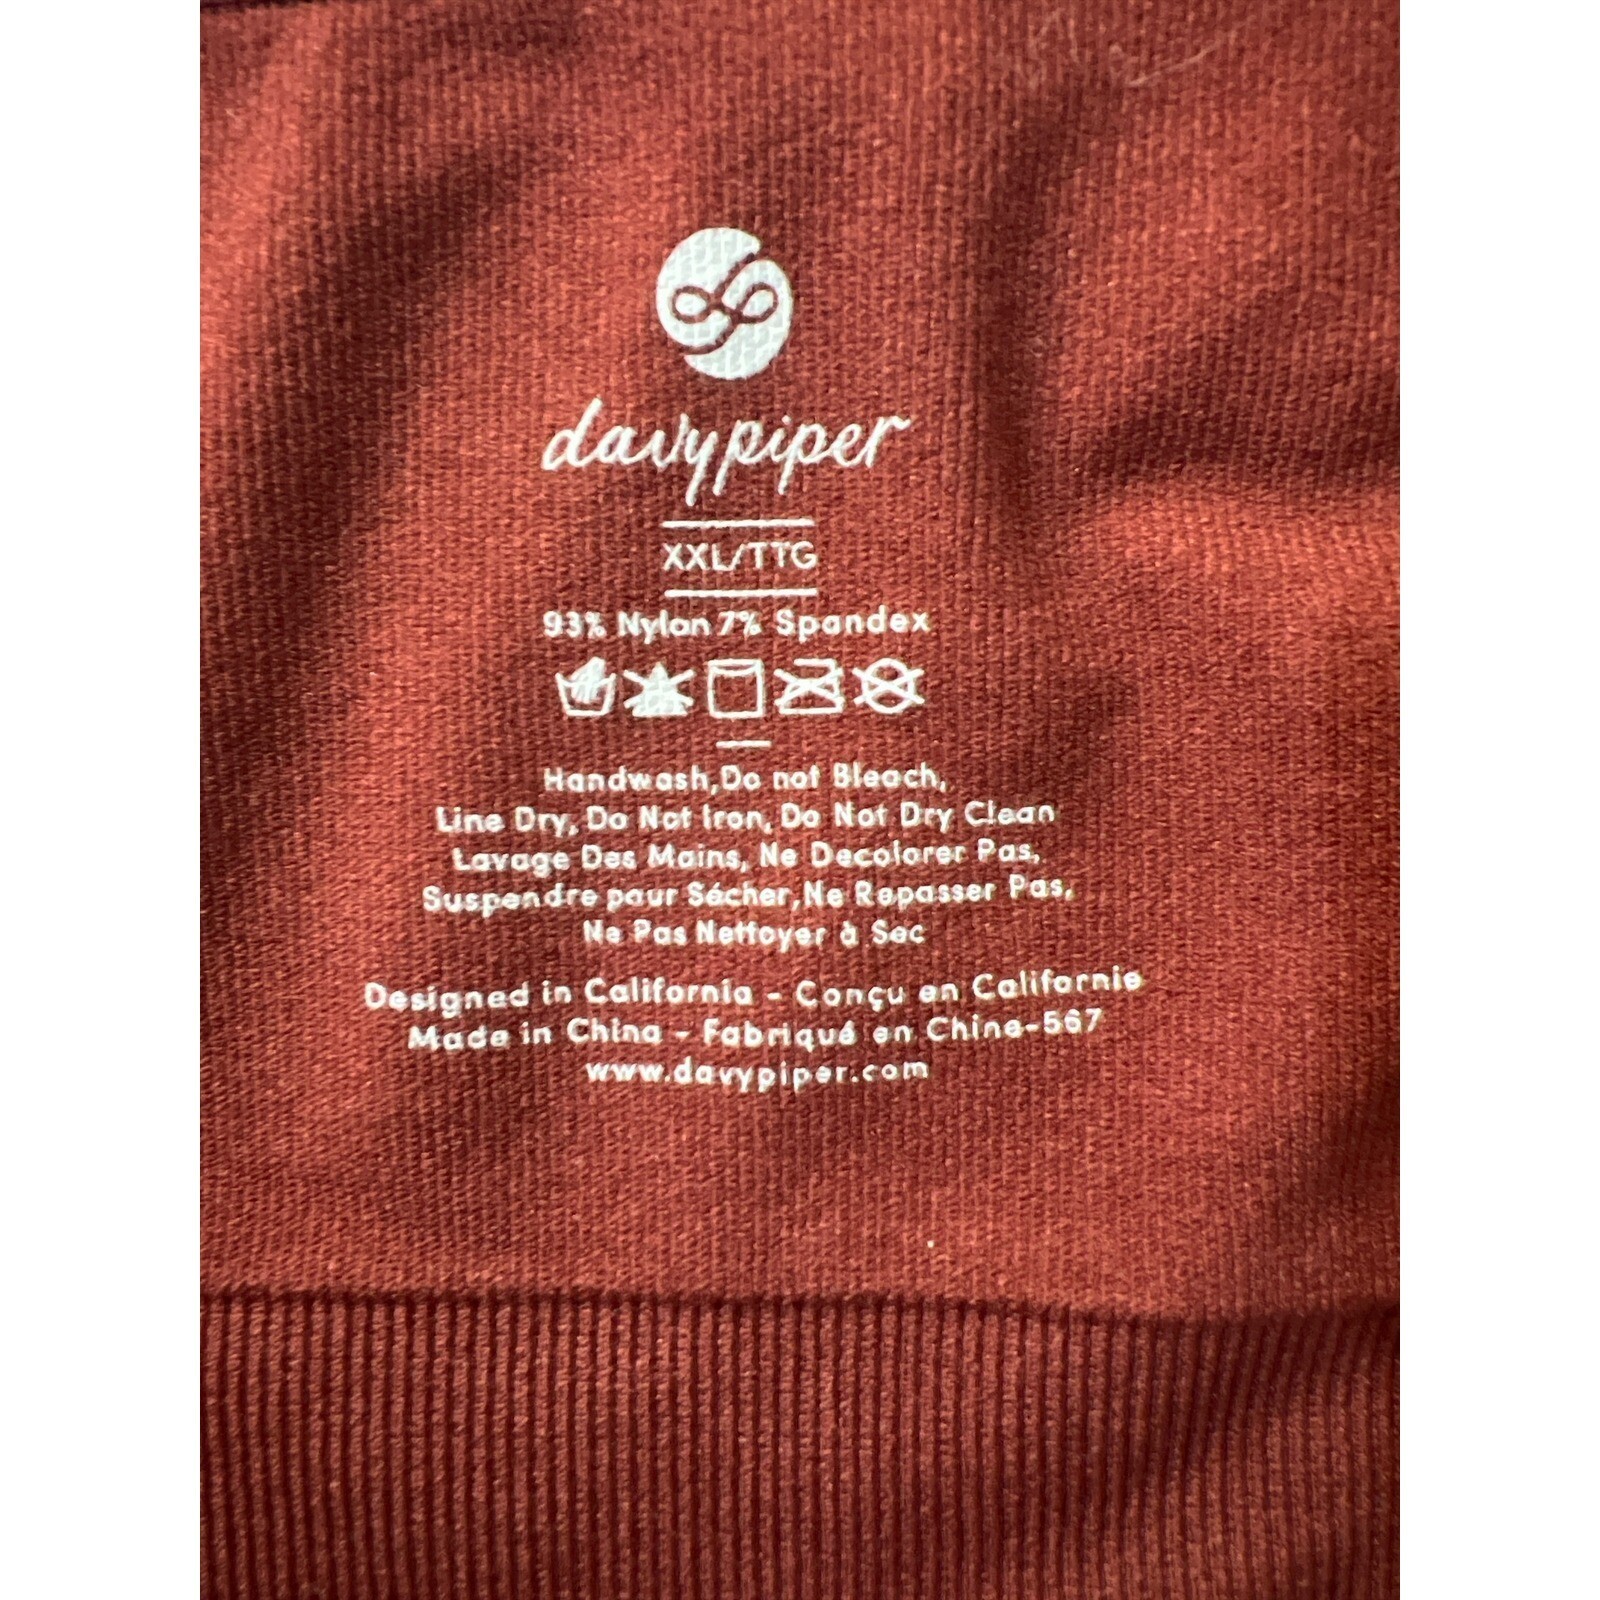 davypiper
XXL/TTG
93% Nylon 7% Spandex
Handwash,Do not Bleach,
Line Dry, Do Not Iron, Do Not Dry Clean
Lavage Des Mains, Ne Decolorer Pas,
Suspendre pour Sécher,Ne Repasser Pas,
Ne Pas Nettoyer à Sec
Designed in California - Conçu en Californie
Made in China - Fabriqué en Chine-567
www.davypiper.com